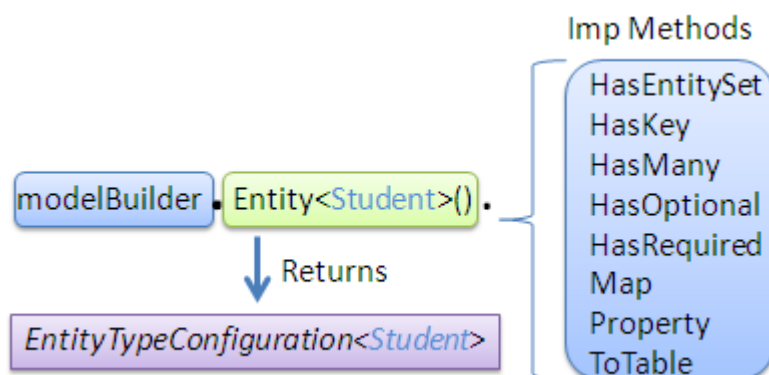 Imp Methods
HasEntitySet
HasKey
HasMany
HasOptional
HasRequired
Map
Property
ToTable
modelBuilder.Entity<Student>().
Returns
EntityTypeConfiguration<Student>